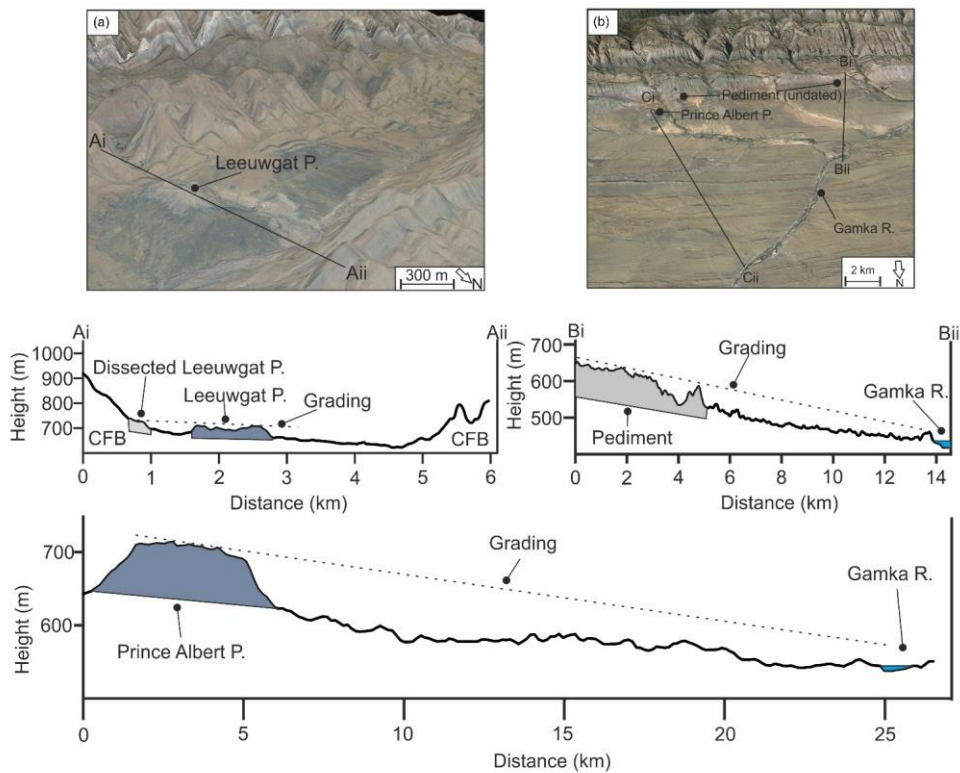 (a)
Ai
Leeuwgat P.
Aii
300 m
N
(b)
Bi
Pediment (undated)
Ci
Prince Albert P.
Bii
Gamka R.
Cii
2 km
N
Ai
Aii
1000
900
800
700
Height (m)
Dissected Leeuwgat P.
Leeuwgat P.
Grading
CFB
CFB
0 1 2 3 4 5 6
Distance (km)
Bi
Bii
700
600
500
Height (m)
Grading
Gamka R.
Pediment
0 2 4 6 8 10 12 14
Distance (km)
700
600
Height (m)
Grading
Gamka R.
Prince Albert P.
0 5 10 15 20 25
Distance (km)